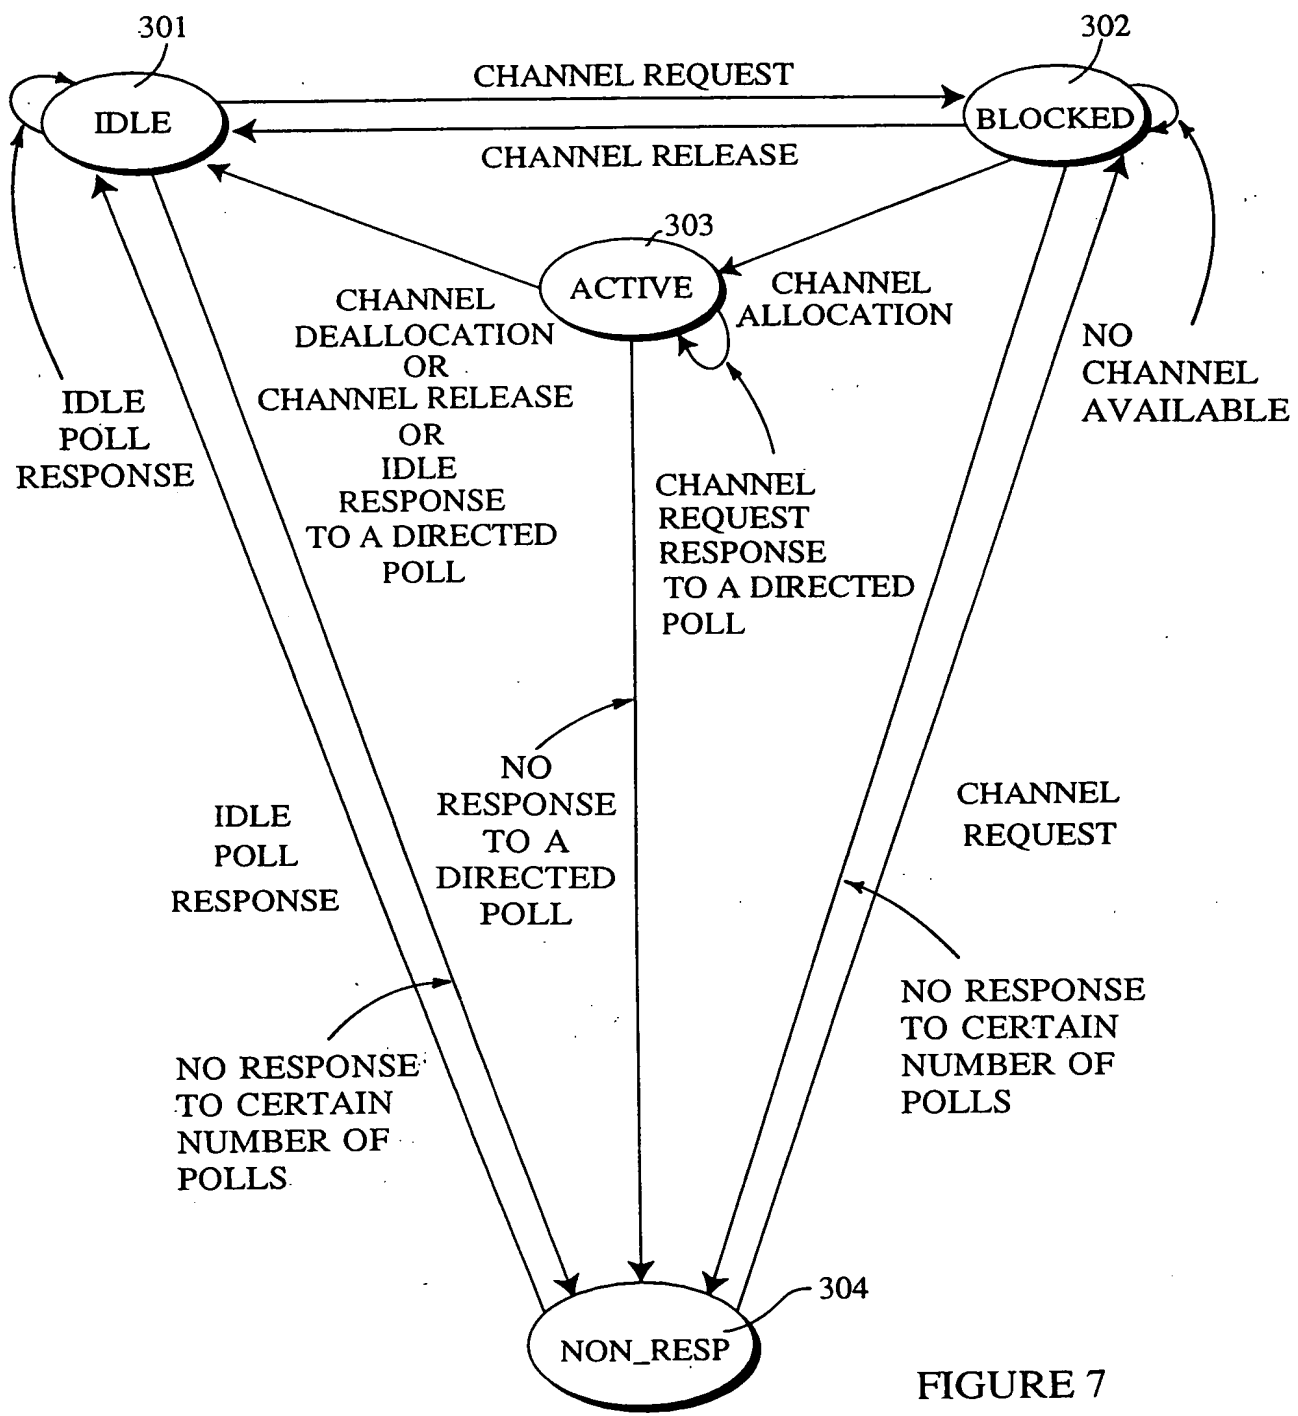 301
302
CHANNEL REQUEST
IDLE
BLOCKED
CHANNEL RELEASE
303
ACTIVE
CHANNEL
ALLOCATION
CHANNEL
DEALLOCATION
OR
CHANNEL RELEASE
OR
IDLE
RESPONSE
TO A DIRECTED
POLL
NO
CHANNEL
AVAILABLE
IDLE
POLL
RESPONSE
CHANNEL
REQUEST
RESPONSE
TO A DIRECTED
POLL
NO
RESPONSE
TO A
DIRECTED
POLL
IDLE
POLL
RESPONSE
CHANNEL
REQUEST
NO RESPONSE
TO CERTAIN
NUMBER OF
POLLS
NO RESPONSE
TO CERTAIN
NUMBER OF
POLLS
304
NON_RESP
FIGURE 7